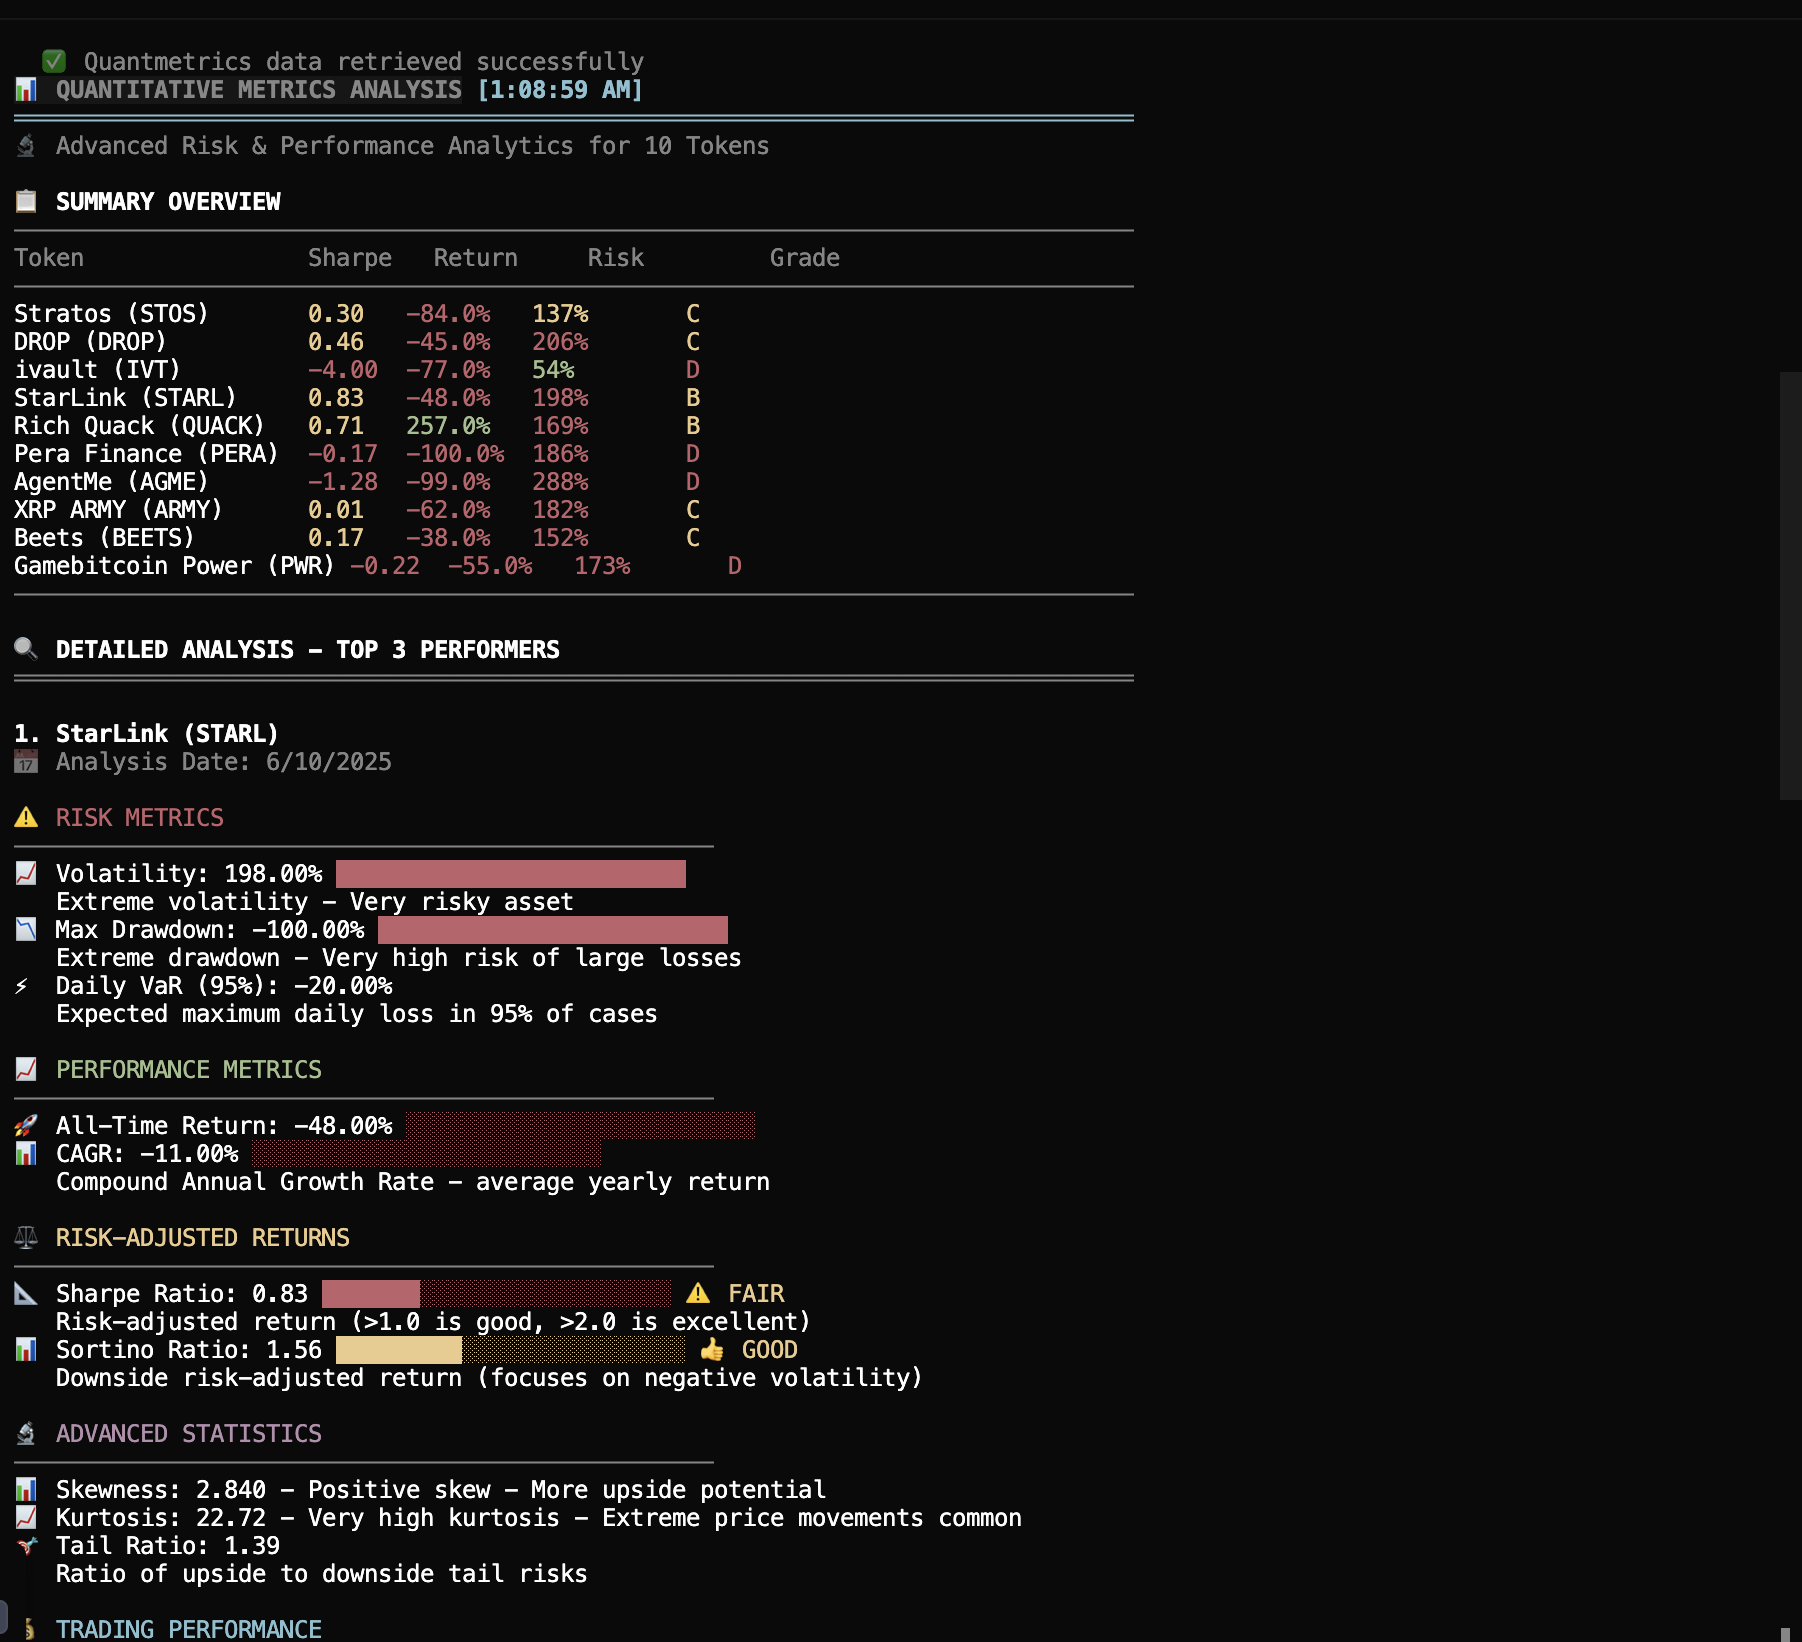 ✅ Quantmetrics data retrieved successfully
📊 QUANTITATIVE METRICS ANALYSIS [1:08:59 AM]
🔬 Advanced Risk & Performance Analytics for 10 Tokens
📋 SUMMARY OVERVIEW
Token Sharpe Return Risk Grade
Stratos (STOS) 0.30 -84.0% 137% C
DROP (DROP) 0.46 -45.0% 206% C
ivault (IVT) -4.00 -77.0% 54% D
StarLink (STARL) 0.83 -48.0% 198% B
Rich Quack (QUACK) 0.71 257.0% 169% B
Pera Finance (PERA) -0.17 -100.0% 186% D
AgentMe (AGME) -1.28 -99.0% 288% D
XRP ARMY (ARMY) 0.01 -62.0% 182% C
Beets (BEETS) 0.17 -38.0% 152% C
Gamebitcoin Power (PWR) -0.22 -55.0% 173% D
🔍 DETAILED ANALYSIS - TOP 3 PERFORMERS
1. StarLink (STARL)
📅 Analysis Date: 6/10/2025
⚠️ RISK METRICS
📈 Volatility: 198.00%
Extreme volatility - Very risky asset
📉 Max Drawdown: -100.00%
Extreme drawdown - Very high risk of large losses
⚡ Daily VaR (95%): -20.00%
Expected maximum daily loss in 95% of cases
📈 PERFORMANCE METRICS
🚀 All-Time Return: -48.00%
📊 CAGR: -11.00%
Compound Annual Growth Rate - average yearly return
⚖️ RISK-ADJUSTED RETURNS
📐 Sharpe Ratio: 0.83 ⚠️ FAIR
Risk-adjusted return (>1.0 is good, >2.0 is excellent)
📊 Sortino Ratio: 1.56 👍 GOOD
Downside risk-adjusted return (focuses on negative volatility)
🔬 ADVANCED STATISTICS
📊 Skewness: 2.840 - Positive skew - More upside potential
📈 Kurtosis: 22.72 - Very high kurtosis - Extreme price movements common
Tail Ratio: 1.39
Ratio of upside to downside tail risks
💰 TRADING PERFORMANCE